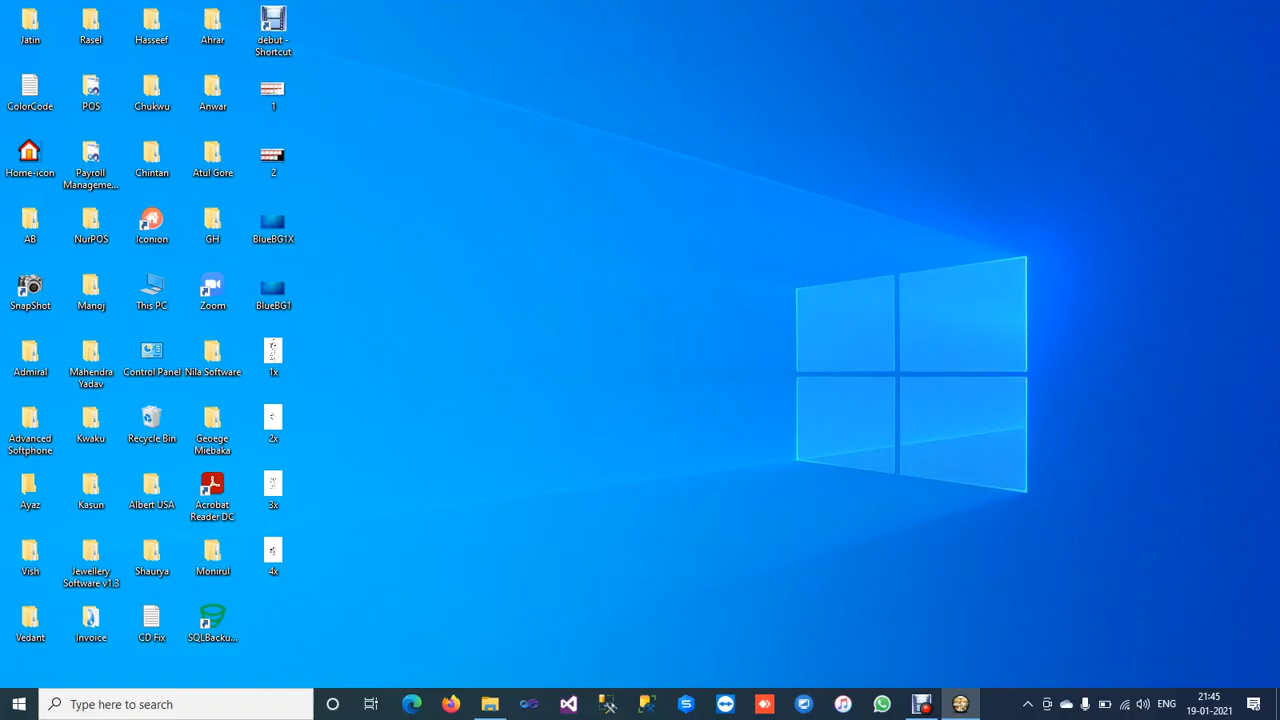 Jatin
Rasel
Hasseef
Ahrar
debut -
Shortcut
ColorCode
POS
Chukwu
Anwar
1
Home-icon
Payroll
Manageme...
Chintan
Atul Gore
2
AB
NurPOS
Iconion
GH
BlueBG1X
SnapShot
Manoj
This PC
Zoom
BlueBG1
Admiral
Mahendra
Yadav
Control Panel
Nila Software
1x
Advanced
Softphone
Kwaku
Recycle Bin
Geoege
Miebaka
2x
Ayaz
Kasun
Albert USA
Acrobat
Reader DC
3x
Vish
Jewellery
Software v1.3
Shaurya
Monirul
4x
Vedant
Invoice
CD Fix
SQLBacku...
Type here to search
ENG
21:45
19-01-2021